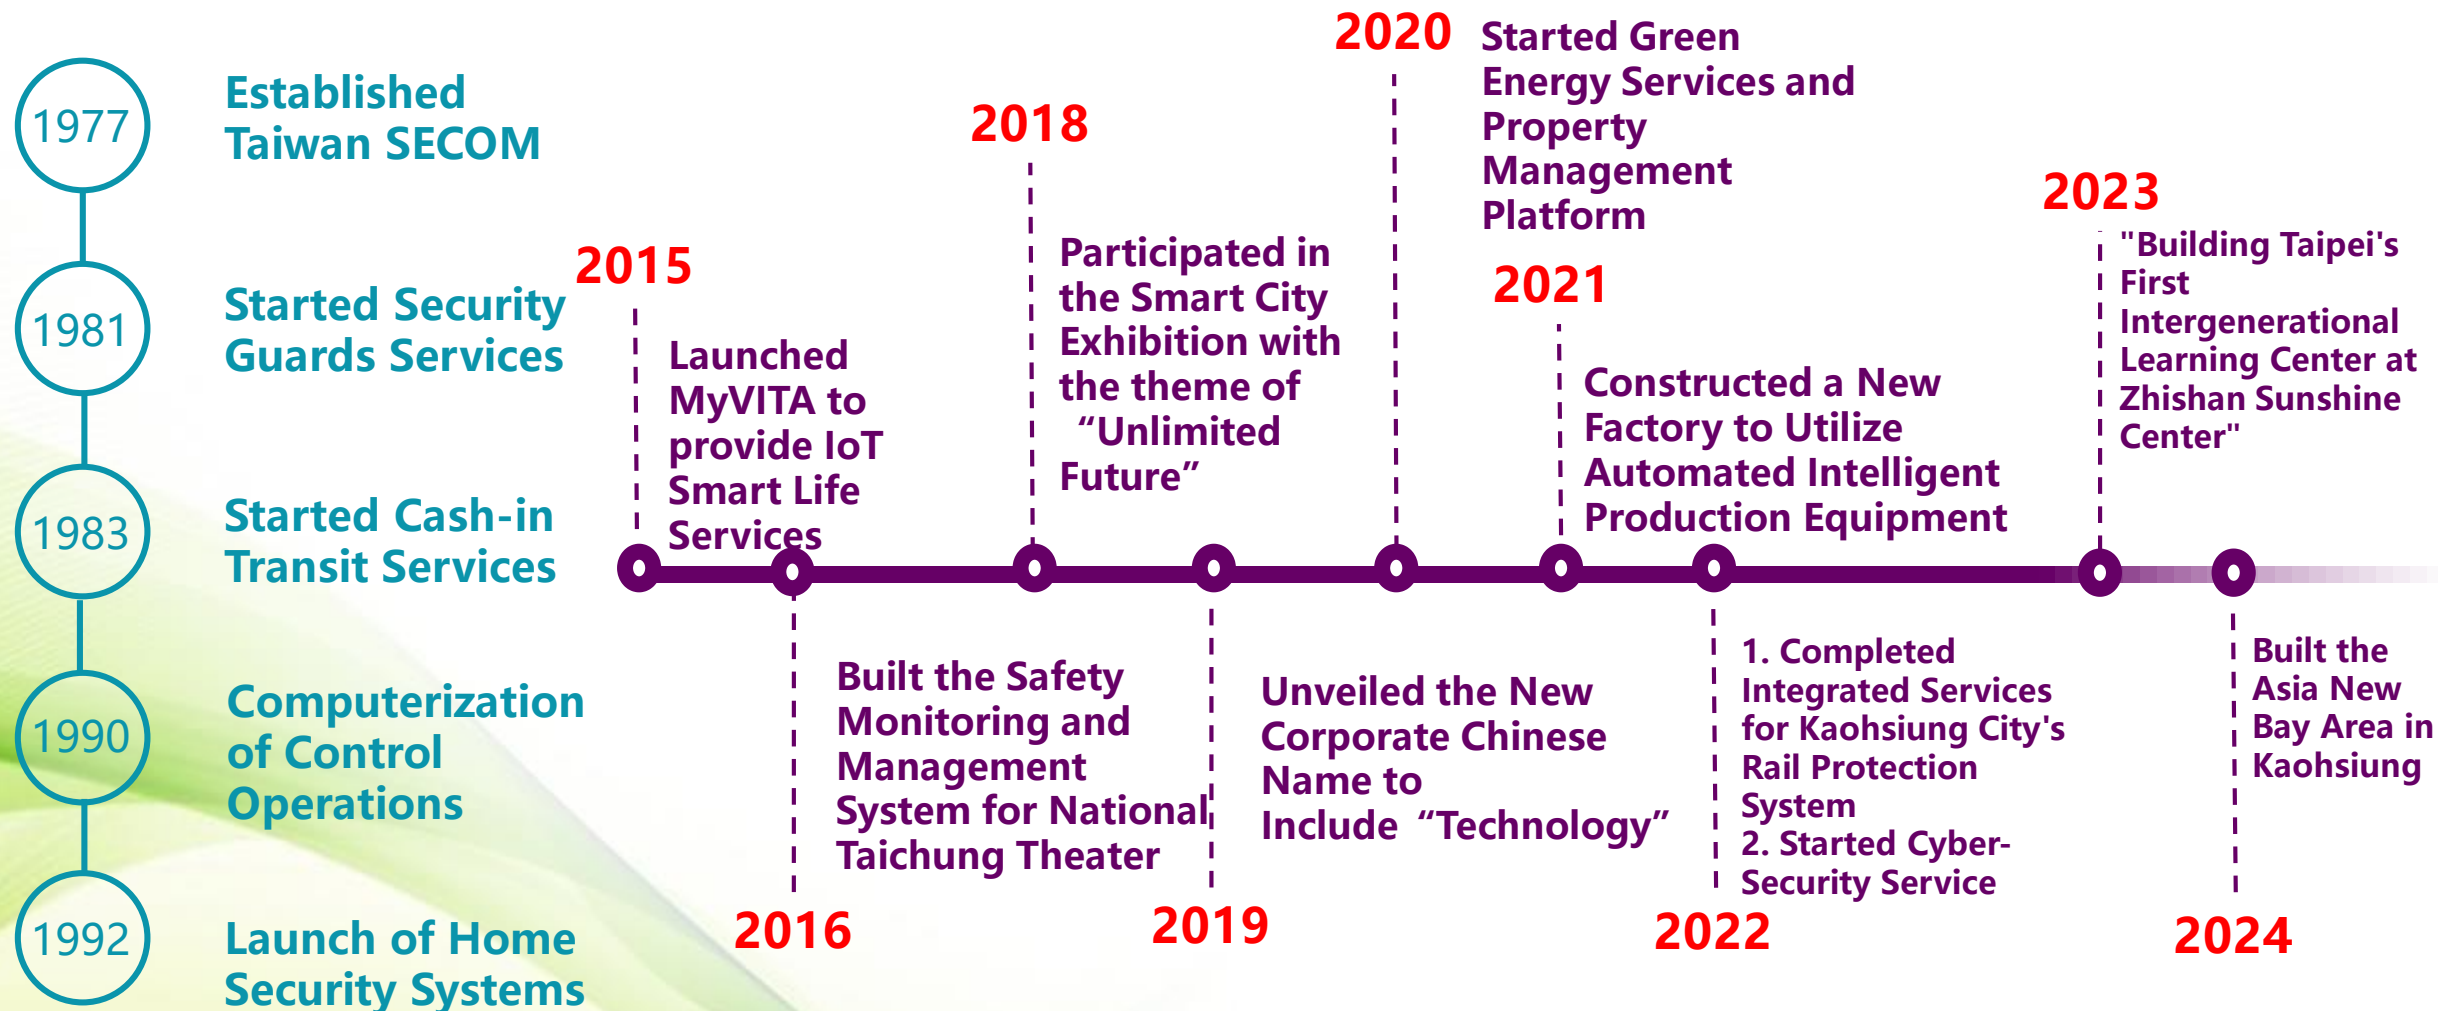 1977
Established
Taiwan SECOM
1981
Started Security
Guards Services
1983
Started Cash-in
Transit Services
1990
Computerization
of Control
Operations
1992
Launch of Home
Security Systems
2015
Launched
MyVITA to
provide IoT
Smart Life
Services
2016
Built the Safety
Monitoring and
Management
System for National
Taichung Theater
2018
Participated in
the Smart City
Exhibition with
the theme of
“Unlimited
Future”
2019
Unveiled the New
Corporate Chinese
Name to
Include “Technology”
2020
Started Green
Energy Services and
Property
Management
Platform
2021
Constructed a New
Factory to Utilize
Automated Intelligent
Production Equipment
2022
1. Completed
Integrated Services
for Kaohsiung City's
Rail Protection
System
2. Started Cyber-
Security Service
2023
"Building Taipei's
First
Intergenerational
Learning Center at
Zhishan Sunshine
Center"
2024
Built the
Asia New
Bay Area in
Kaohsiung